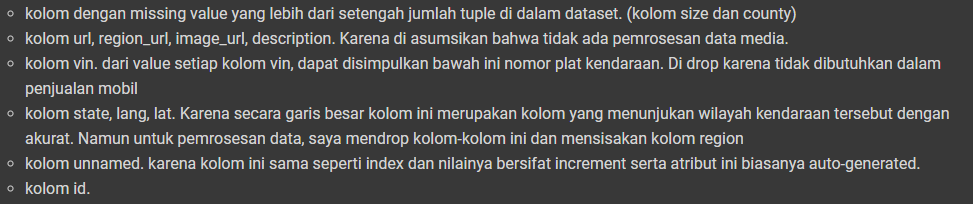 kolom dengan missing value yang lebih dari setengah jumlah tuple di dalam dataset. (kolom size dan county)
kolom url, region_url, image_url, description. Karena di asumsikan bahwa tidak ada pemrosesan data media.
kolom vin. dari value setiap kolom vin, dapat disimpulkan bawah ini nomor plat kendaraan. Di drop karena tidak dibutuhkan dalam
penjualan mobil
kolom state, lang, lat. Karena secara garis besar kolom ini merupakan kolom yang menunjukan wilayah kendaraan tersebut dengan
akurat. Namun untuk pemrosesan data, saya mendrop kolom-kolom ini dan mensisakan kolom region
kolom unnamed. karena kolom ini sama seperti index dan nilainya bersifat increment serta atribut ini biasanya auto-generated.
kolom id.